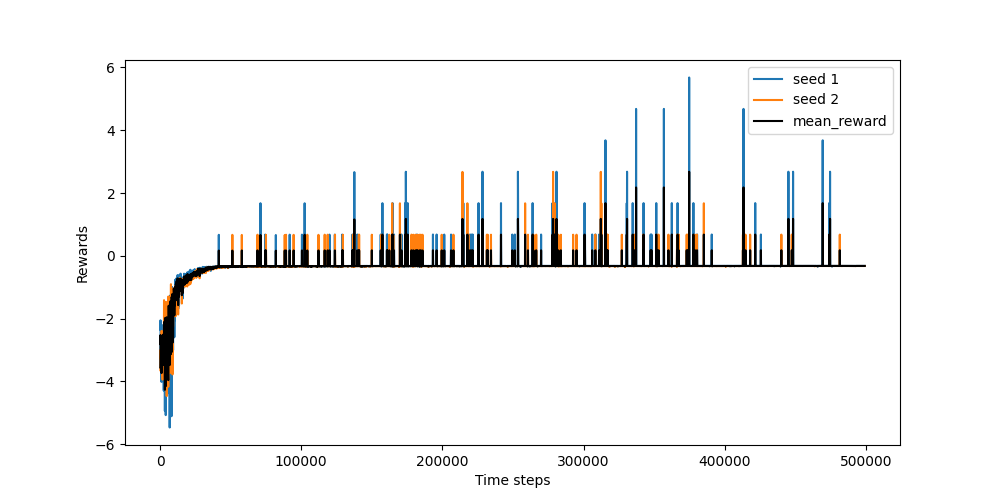 6
4
2
0
−2
−4
−6
Rewards
0
100000
200000
300000
400000
500000
Time steps
seed 1
seed 2
mean_reward